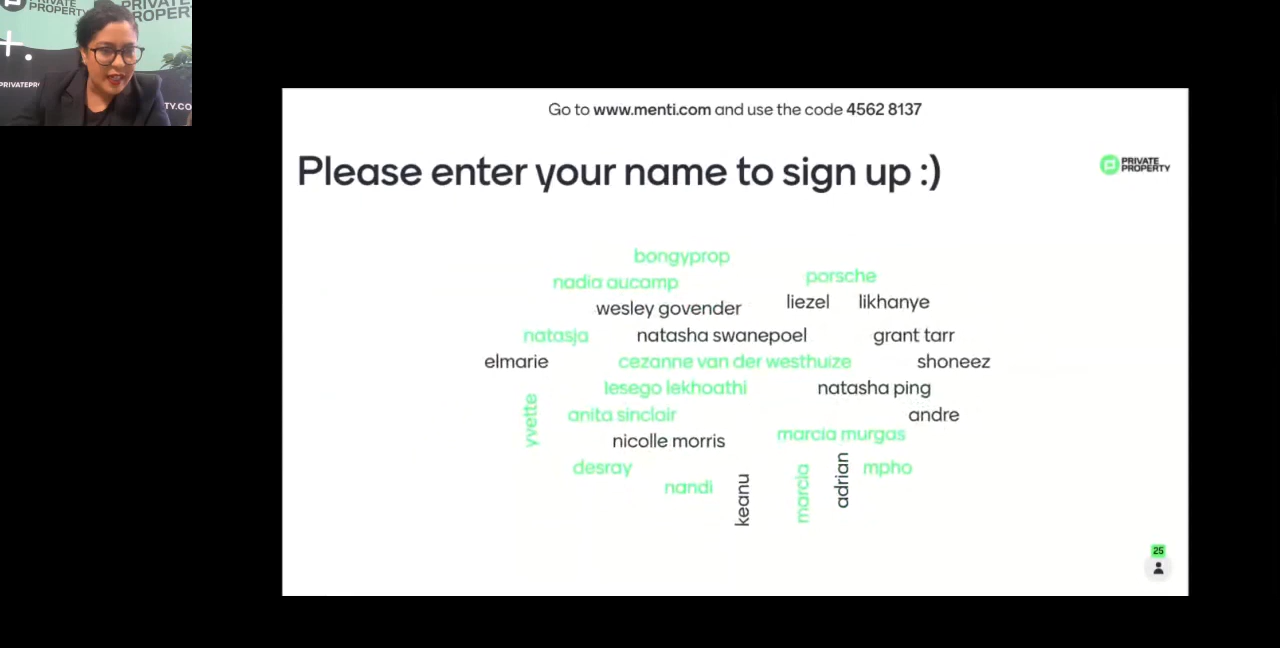 PRIVATE
PROPERTY
PRIVATE
Go to www.menti.com and use the code 4562 8137
Please enter your name to sign up :)
PRIVATE
PROPERTY
bongyprop
nadia aucamp
porsche
wesley govender
liezel
likhanye
natasja
natasha swanepoel
grant tarr
elmarie
cezanne van der westhuize
shoneez
lesego lekhoathi
natasha ping
yvette
anita sinclair
andre
nicolle morris
marcia murgas
desray
nandi
keanu
marcia
adrian
mpho
25